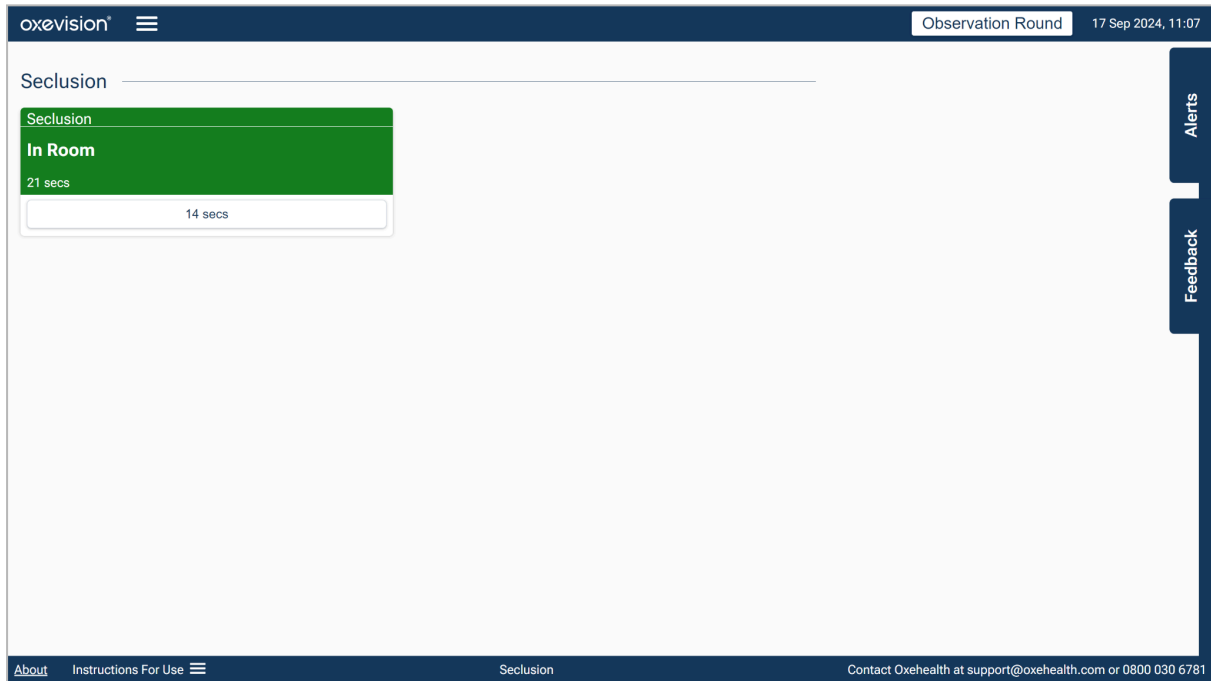 oxevision®
Observation Round
17 Sep 2024, 11:07
Seclusion
Seclusion
In Room
21 secs
14 secs
Alerts
Feedback
About
Instructions For Use
Seclusion
Contact Oxehealth at support@oxehealth.com or 0800 030 6781